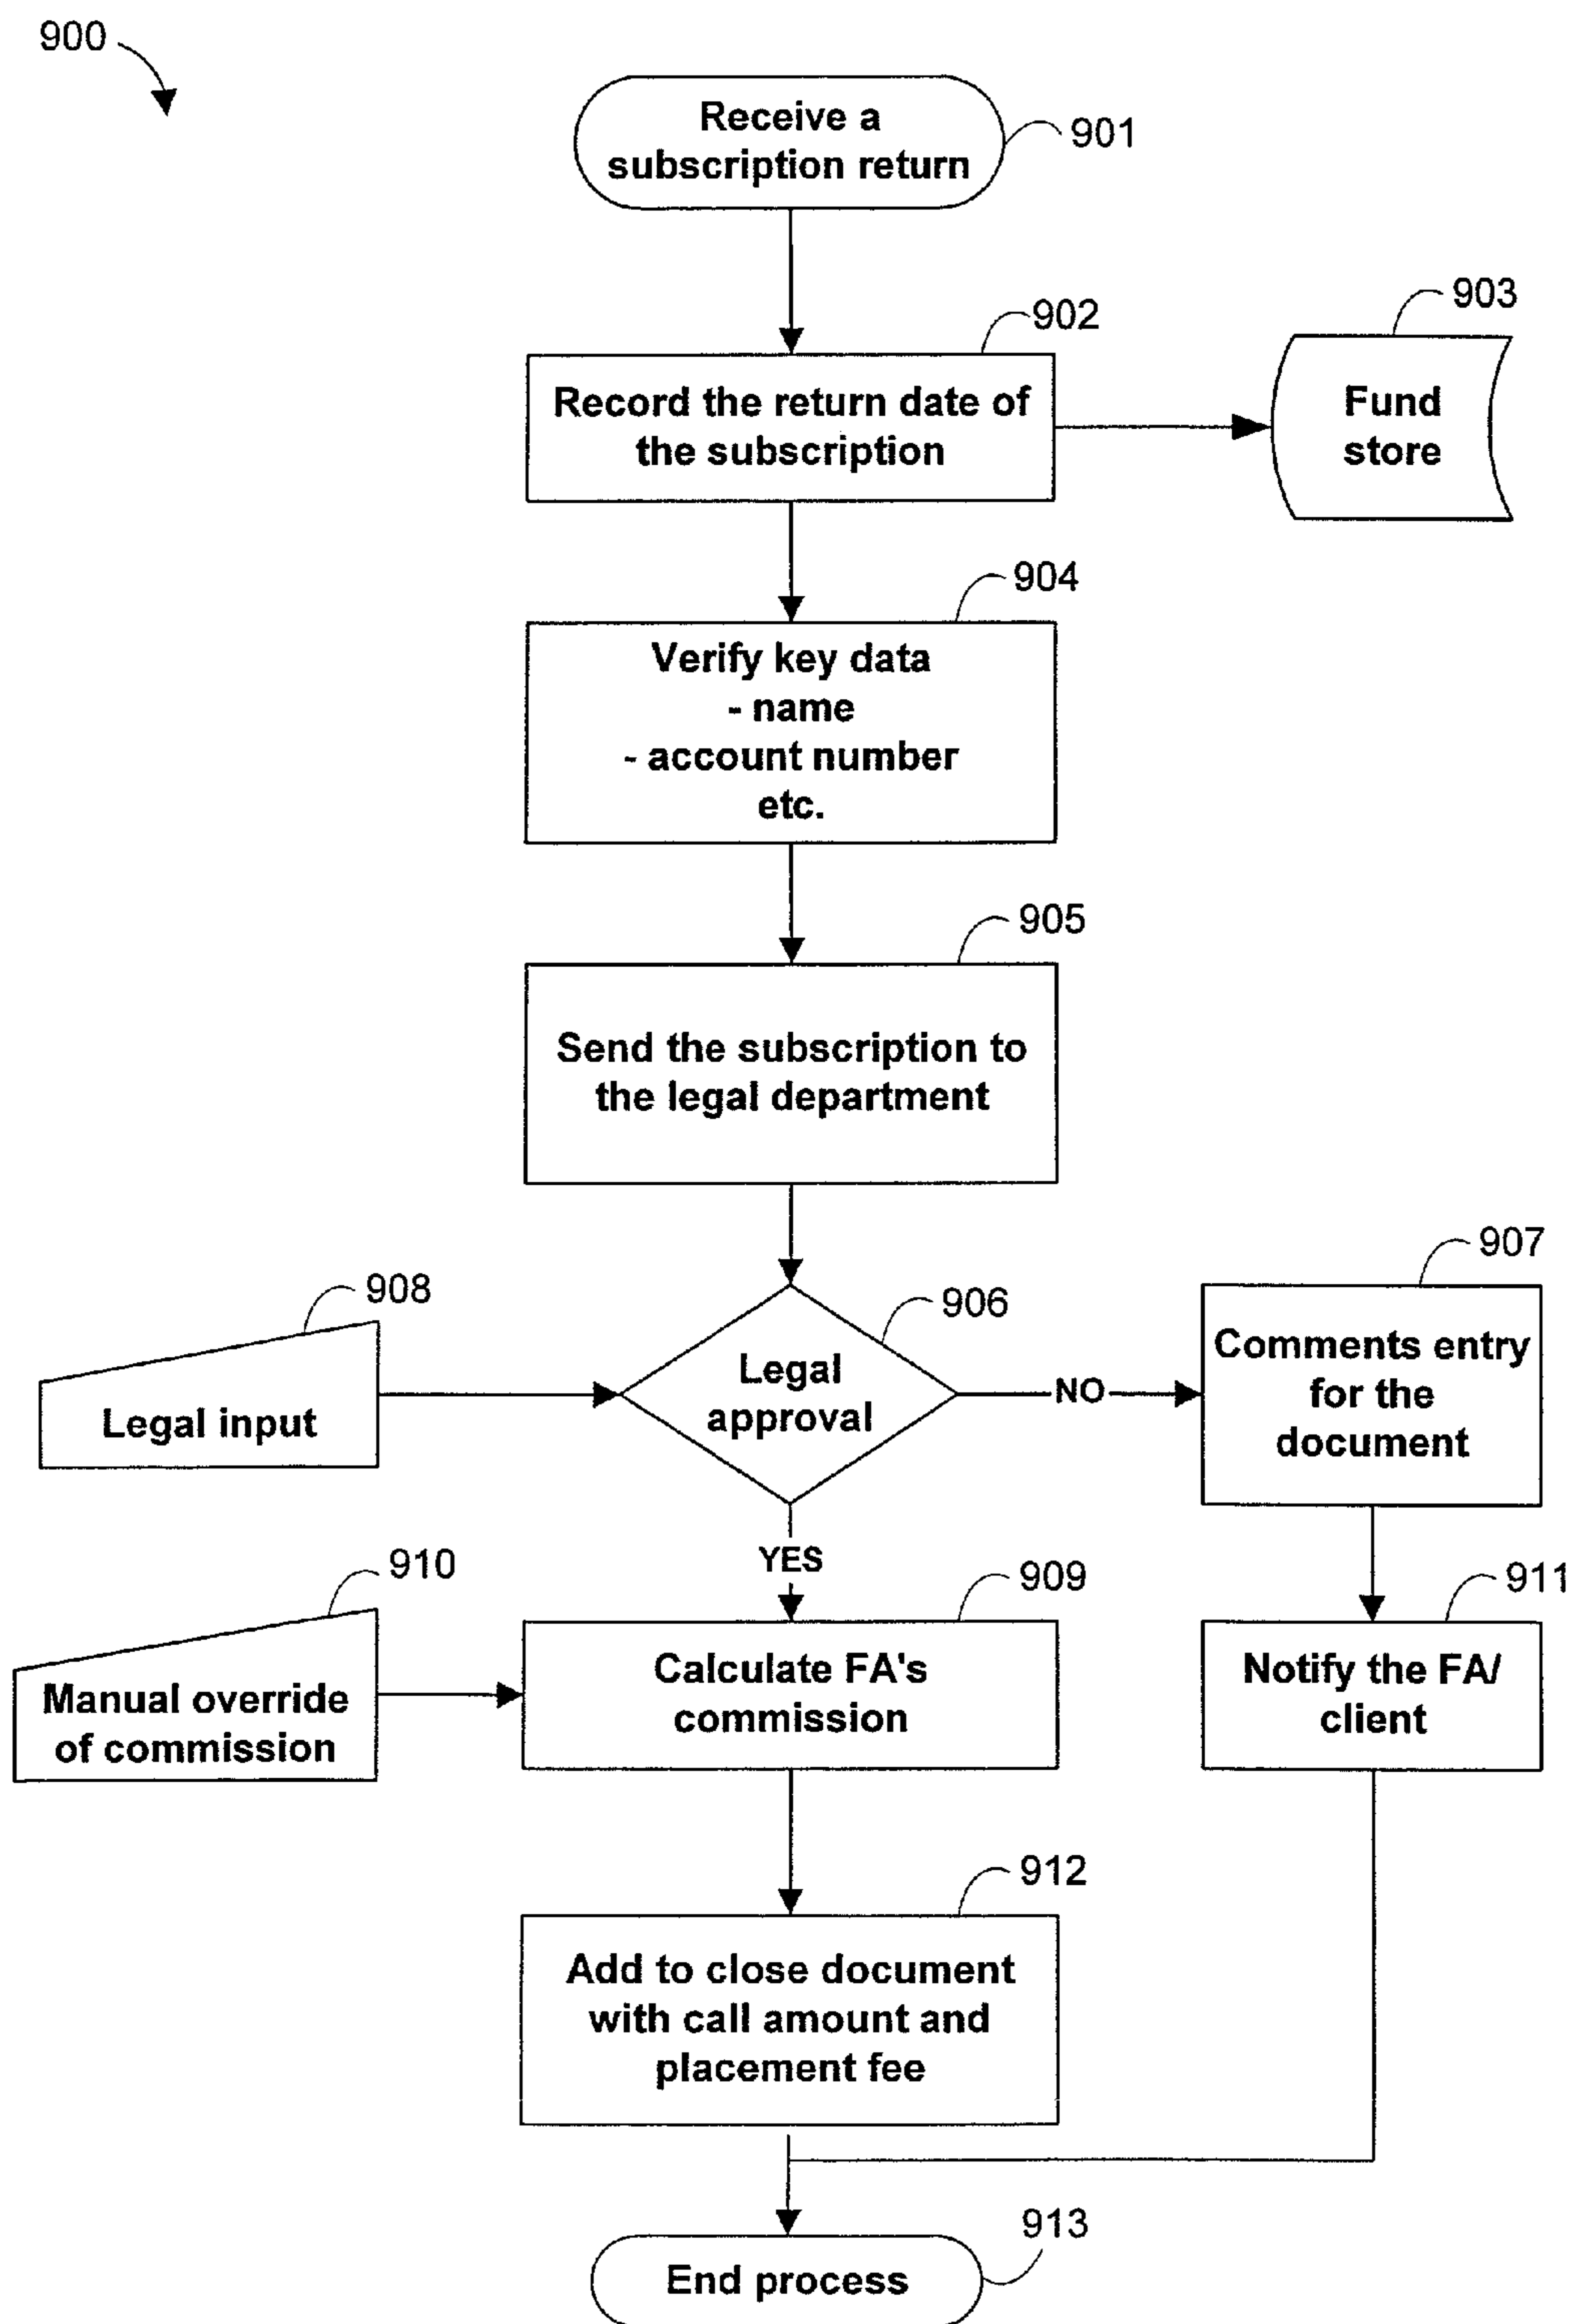 900
Receive a
subscription return
901
902
Record the return date of
the subscription
903
Fund
store
904
Verify key data
- name
- account number
etc.
905
Send the subscription to
the legal department
908
Legal input
906
Legal
approval
NO
907
Comments entry
for the
document
YES
910
Manual override
of commission
909
Calculate FA's
commission
911
Notify the FA/
client
912
Add to close document
with call amount and
placement fee
913
End process